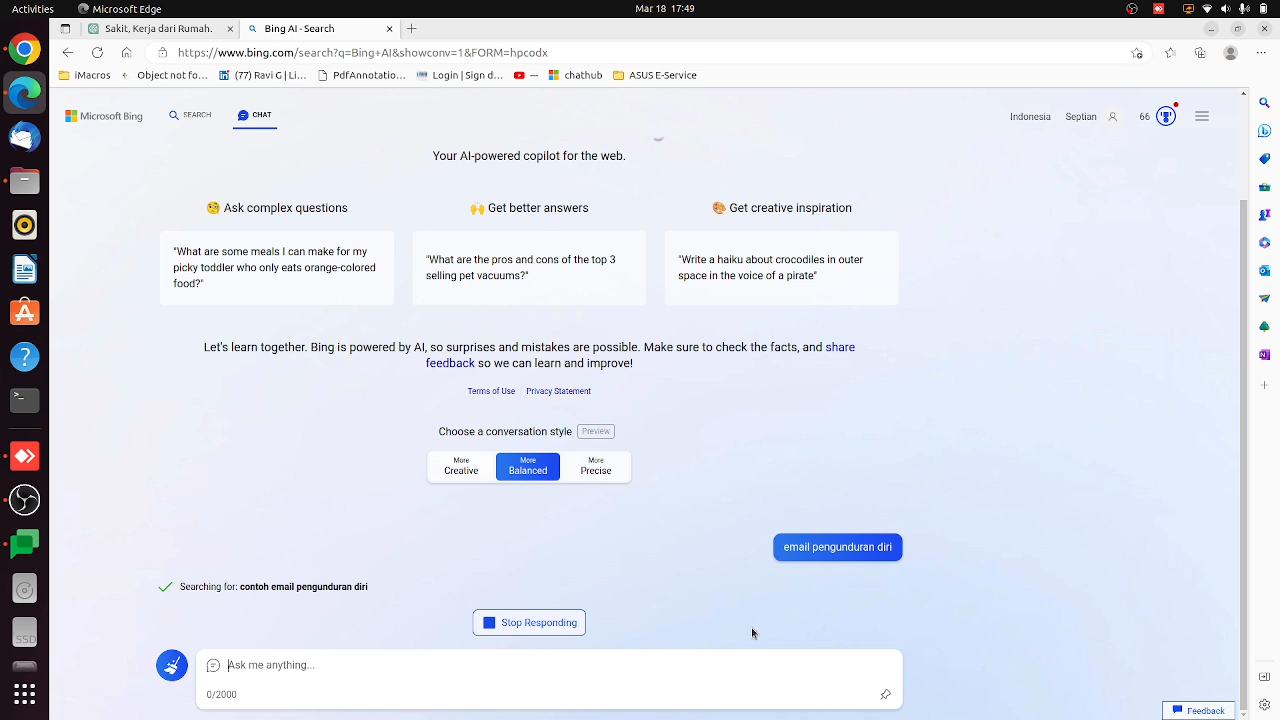 Activities
Microsoft Edge
Mar 18 17:49
Sakit, Kerja dari Rumah.
Bing AI - Search
https://www.bing.com/search?q=Bing+AI&showconv=1&FORM=hpcodx
iMacros
Object not fo...
(77) Ravi G | Li...
PdfAnnotatio...
Login | Sign d...
chathub
ASUS E-Service
Microsoft Bing
SEARCH
CHAT
Indonesia
Septian
66
Your AI-powered copilot for the web.
🧐 Ask complex questions
🙌 Get better answers
🎨 Get creative inspiration
"What are some meals I can make for my
picky toddler who only eats orange-colored
food?"
"What are the pros and cons of the top 3
selling pet vacuums?"
"Write a haiku about crocodiles in outer
space in the voice of a pirate"
Let's learn together. Bing is powered by AI, so surprises and mistakes are possible. Make sure to check the facts, and share
feedback so we can learn and improve!
Terms of Use
Privacy Statement
Choose a conversation style Preview
More
Creative
More
Balanced
More
Precise
email pengunduran diri
Searching for: contoh email pengunduran diri
Stop Responding
Ask me anything...
0/2000
SSD
Feedback